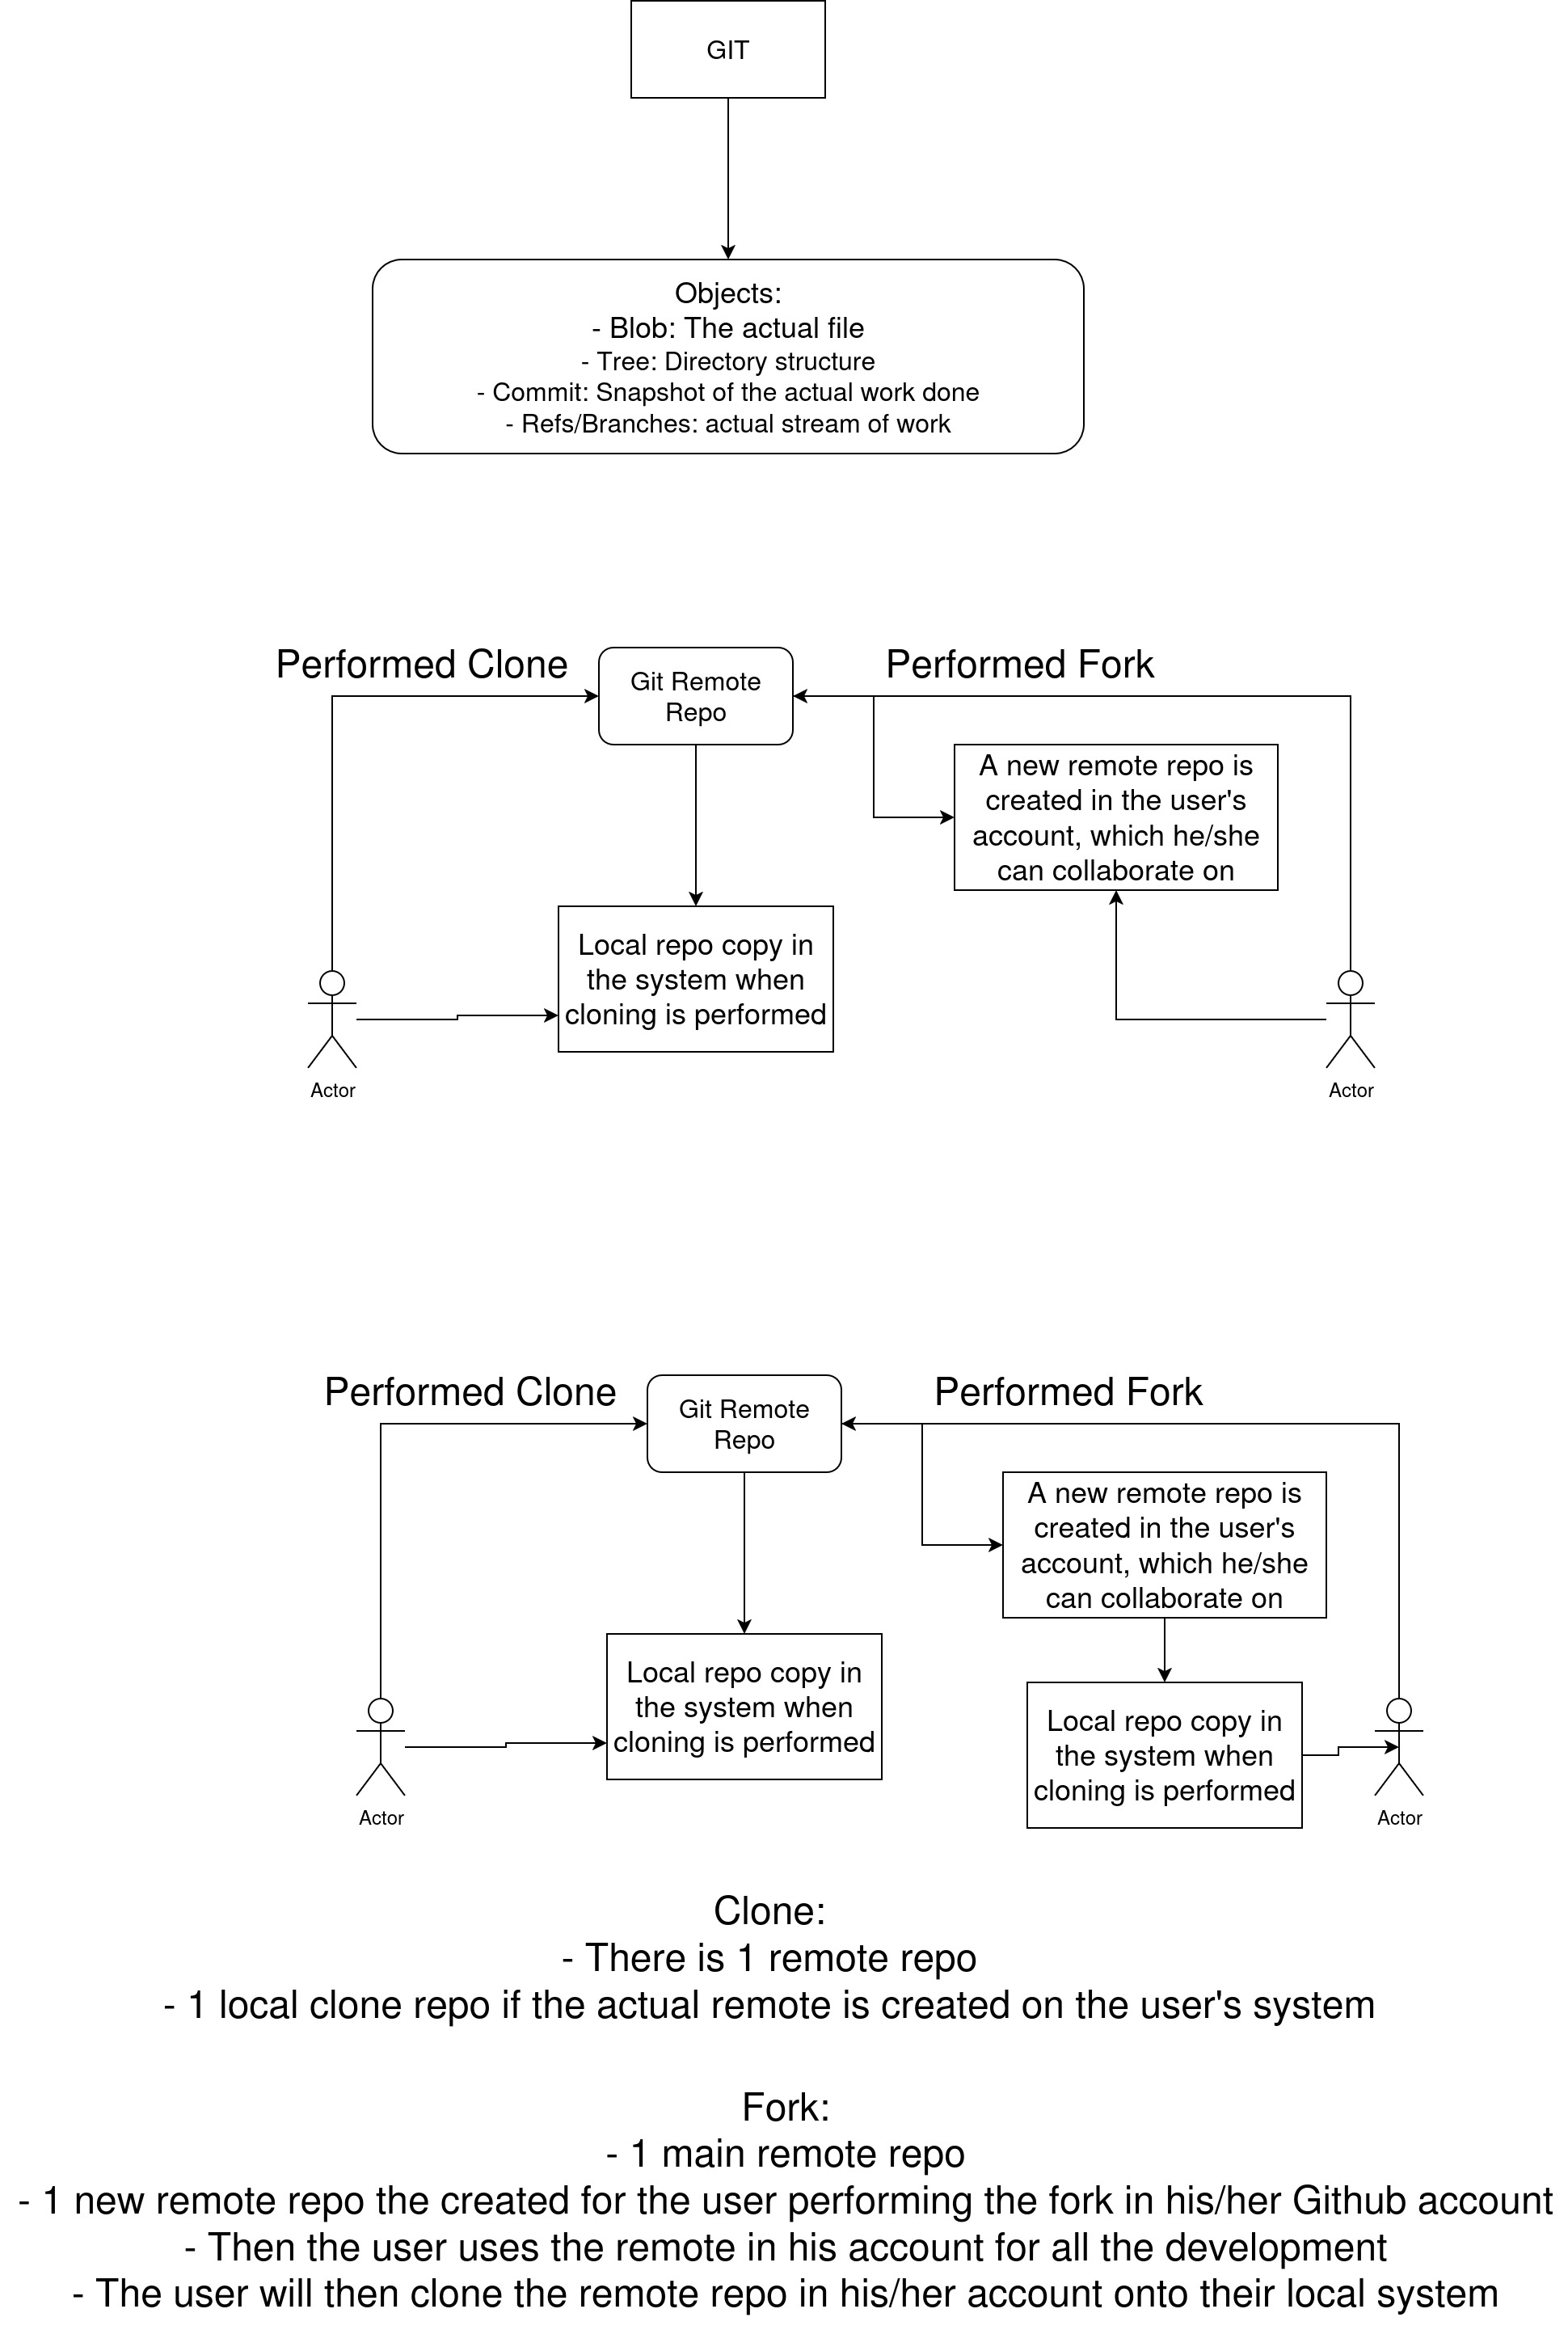 GIT
Objects:
- Blob: The actual file
- Tree: Directory structure
- Commit: Snapshot of the actual work done
- Refs/Branches: actual stream of work
Performed Clone
Git Remote
Repo
Performed Fork
A new remote repo is
created in the user's
account, which he/she
can collaborate on
Local repo copy in
the system when
cloning is performed
Actor
Actor
Performed Clone
Git Remote
Repo
Performed Fork
A new remote repo is
created in the user's
account, which he/she
can collaborate on
Local repo copy in
the system when
cloning is performed
Local repo copy in
the system when
cloning is performed
Actor
Actor
Clone:
- There is 1 remote repo
- 1 local clone repo if the actual remote is created on the user's system
Fork:
- 1 main remote repo
- 1 new remote repo the created for the user performing the fork in his/her Github account
- Then the user uses the remote in his account for all the development
- The user will then clone the remote repo in his/her account onto their local system